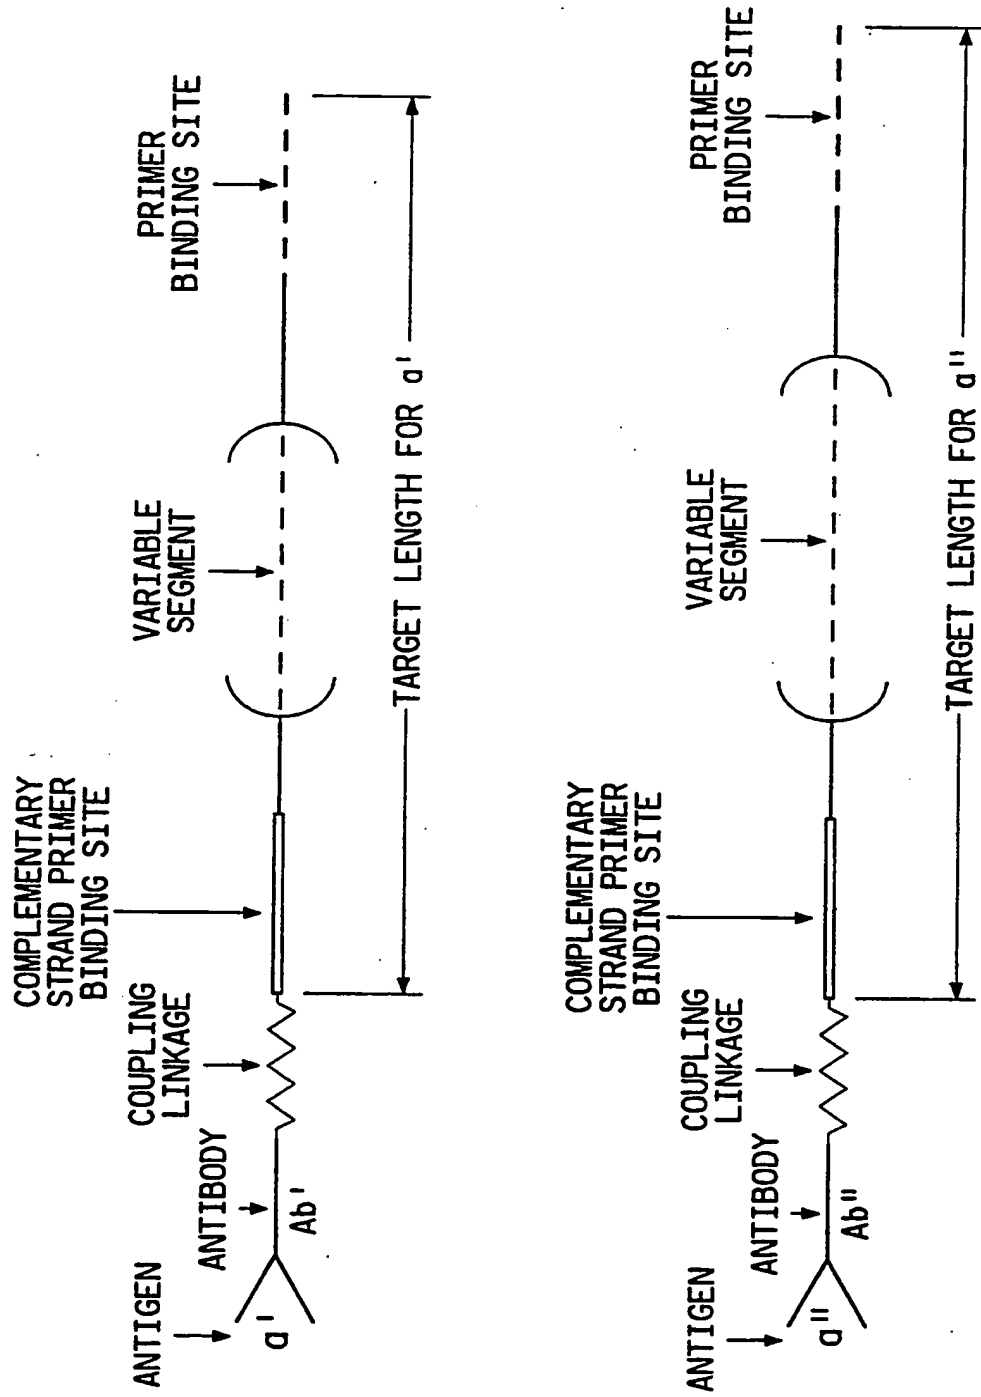 ANTIGEN
a'
ANTIBODY
Ab'
COUPLING
LINKAGE
COMPLEMENTARY
STRAND PRIMER
BINDING SITE
VARIABLE
SEGMENT
PRIMER
BINDING SITE
TARGET LENGTH FOR a'
ANTIGEN
a"
ANTIBODY
Ab"
COUPLING
LINKAGE
COMPLEMENTARY
STRAND PRIMER
BINDING SITE
VARIABLE
SEGMENT
PRIMER
BINDING SITE
TARGET LENGTH FOR a"